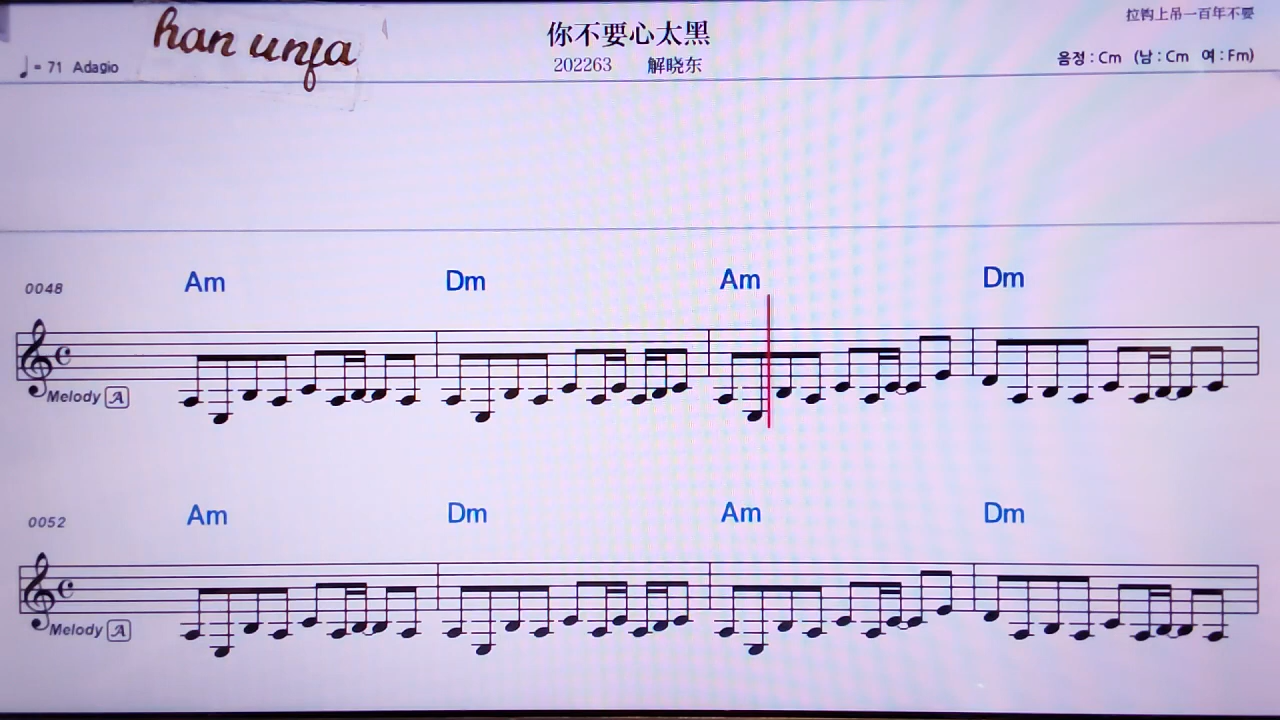 拉钩上吊一百年不要
han unfa
你不要心太黑
♩= 71 Adagio
202263 解晓东
음정 : Cm (남 : Cm 여 : Fm)
0048 Am Dm Am Dm
Melody A
0052 Am Dm Am Dm
Melody A